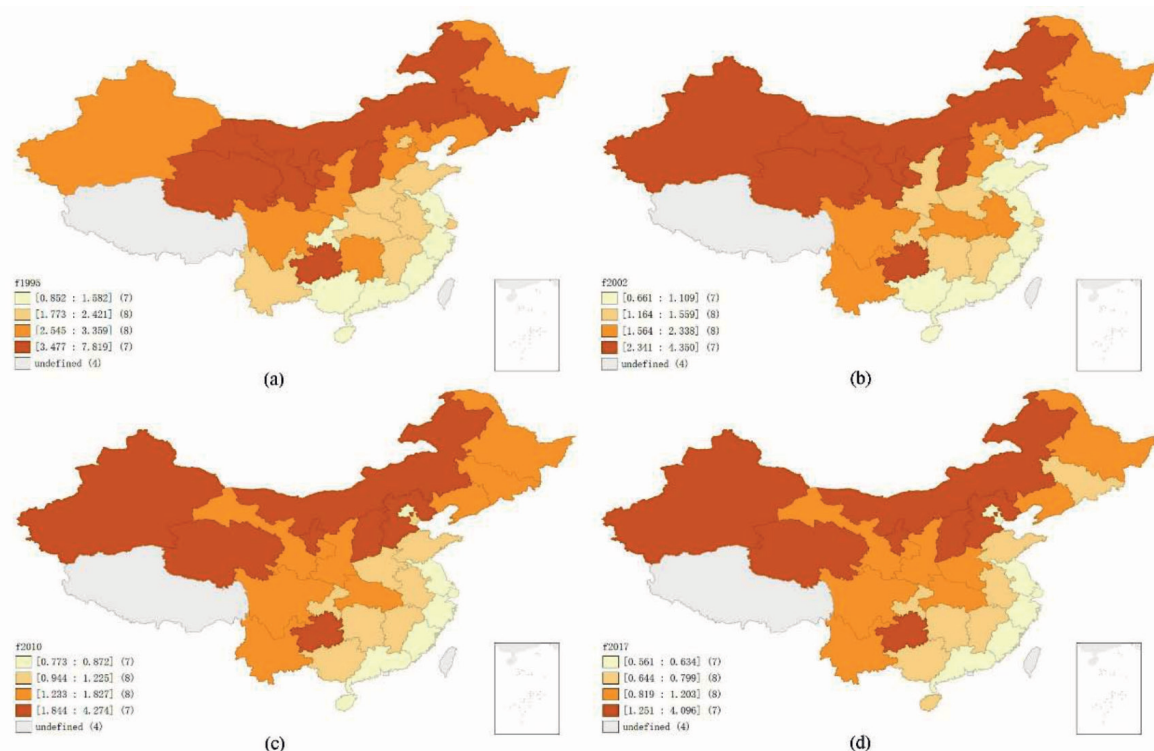 f1995
[0.852 : 1.582] (7)
[1.773 : 2.421] (8)
[2.545 : 3.359] (8)
[3.477 : 7.819] (7)
undefined (4)
(a)
f2002
[0.661 : 1.109] (7)
[1.164 : 1.559] (8)
[1.564 : 2.338] (8)
[2.341 : 4.350] (7)
undefined (4)
(b)
f2010
[0.773 : 0.872] (7)
[0.944 : 1.225] (8)
[1.233 : 1.827] (8)
[1.844 : 4.274] (7)
undefined (4)
(c)
f2017
[0.561 : 0.634] (7)
[0.644 : 0.799] (8)
[0.819 : 1.203] (8)
[1.251 : 4.096] (7)
undefined (4)
(d)